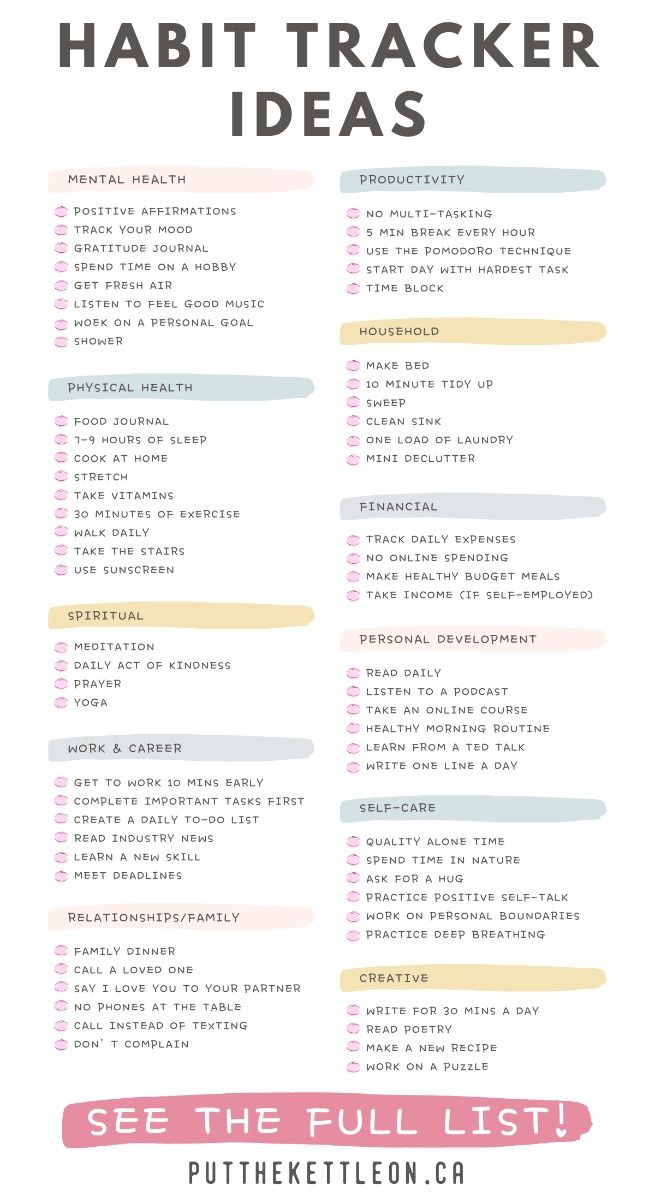 HABIT TRACKER
IDEAS
MENTAL HEALTH
POSITIVE AFFIRMATIONS
TRACK YOUR MOOD
GRATITUDE JOURNAL
SPEND TIME ON A HOBBY
GET FRESH AIR
LISTEN TO FEEL GOOD MUSIC
WOEK ON A PERSONAL GOAL
SHOWER
PHYSICAL HEALTH
FOOD JOURNAL
7-9 HOURS OF SLEEP
COOK AT HOME
STRETCH
TAKE VITAMINS
30 MINUTES OF EXERCISE
WALK DAILY
TAKE THE STAIRS
USE SUNSCREEN
SPIRITUAL
MEDITATION
DAILY ACT OF KINDNESS
PRAYER
YOGA
WORK & CAREER
GET TO WORK 10 MINS EARLY
COMPLETE IMPORTANT TASKS FIRST
CREATE A DAILY TO-DO LIST
READ INDUSTRY NEWS
LEARN A NEW SKILL
MEET DEADLINES
RELATIONSHIPS/FAMILY
FAMILY DINNER
CALL A LOVED ONE
SAY I LOVE YOU TO YOUR PARTNER
NO PHONES AT THE TABLE
CALL INSTEAD OF TEXTING
DON' T COMPLAIN
PRODUCTIVITY
NO MULTI-TASKING
5 MIN BREAK EVERY HOUR
USE THE POMODORO TECHNIQUE
START DAY WITH HARDEST TASK
TIME BLOCK
HOUSEHOLD
MAKE BED
10 MINUTE TIDY UP
SWEEP
CLEAN SINK
ONE LOAD OF LAUNDRY
MINI DECLUTTER
FINANCIAL
TRACK DAILY EXPENSES
NO ONLINE SPENDING
MAKE HEALTHY BUDGET MEALS
TAKE INCOME (IF SELF-EMPLOYED)
PERSONAL DEVELOPMENT
READ DAILY
LISTEN TO A PODCAST
TAKE AN ONLINE COURSE
HEALTHY MORNING ROUTINE
LEARN FROM A TED TALK
WRITE ONE LINE A DAY
SELF-CARE
QUALITY ALONE TIME
SPEND TIME IN NATURE
ASK FOR A HUG
PRACTICE POSITIVE SELF-TALK
WORK ON PERSONAL BOUNDARIES
PRACTICE DEEP BREATHING
CREATIVE
WRITE FOR 30 MINS A DAY
READ POETRY
MAKE A NEW RECIPE
WORK ON A PUZZLE
SEE THE FULL LIST!
PUTTHEKETTLEON.CA